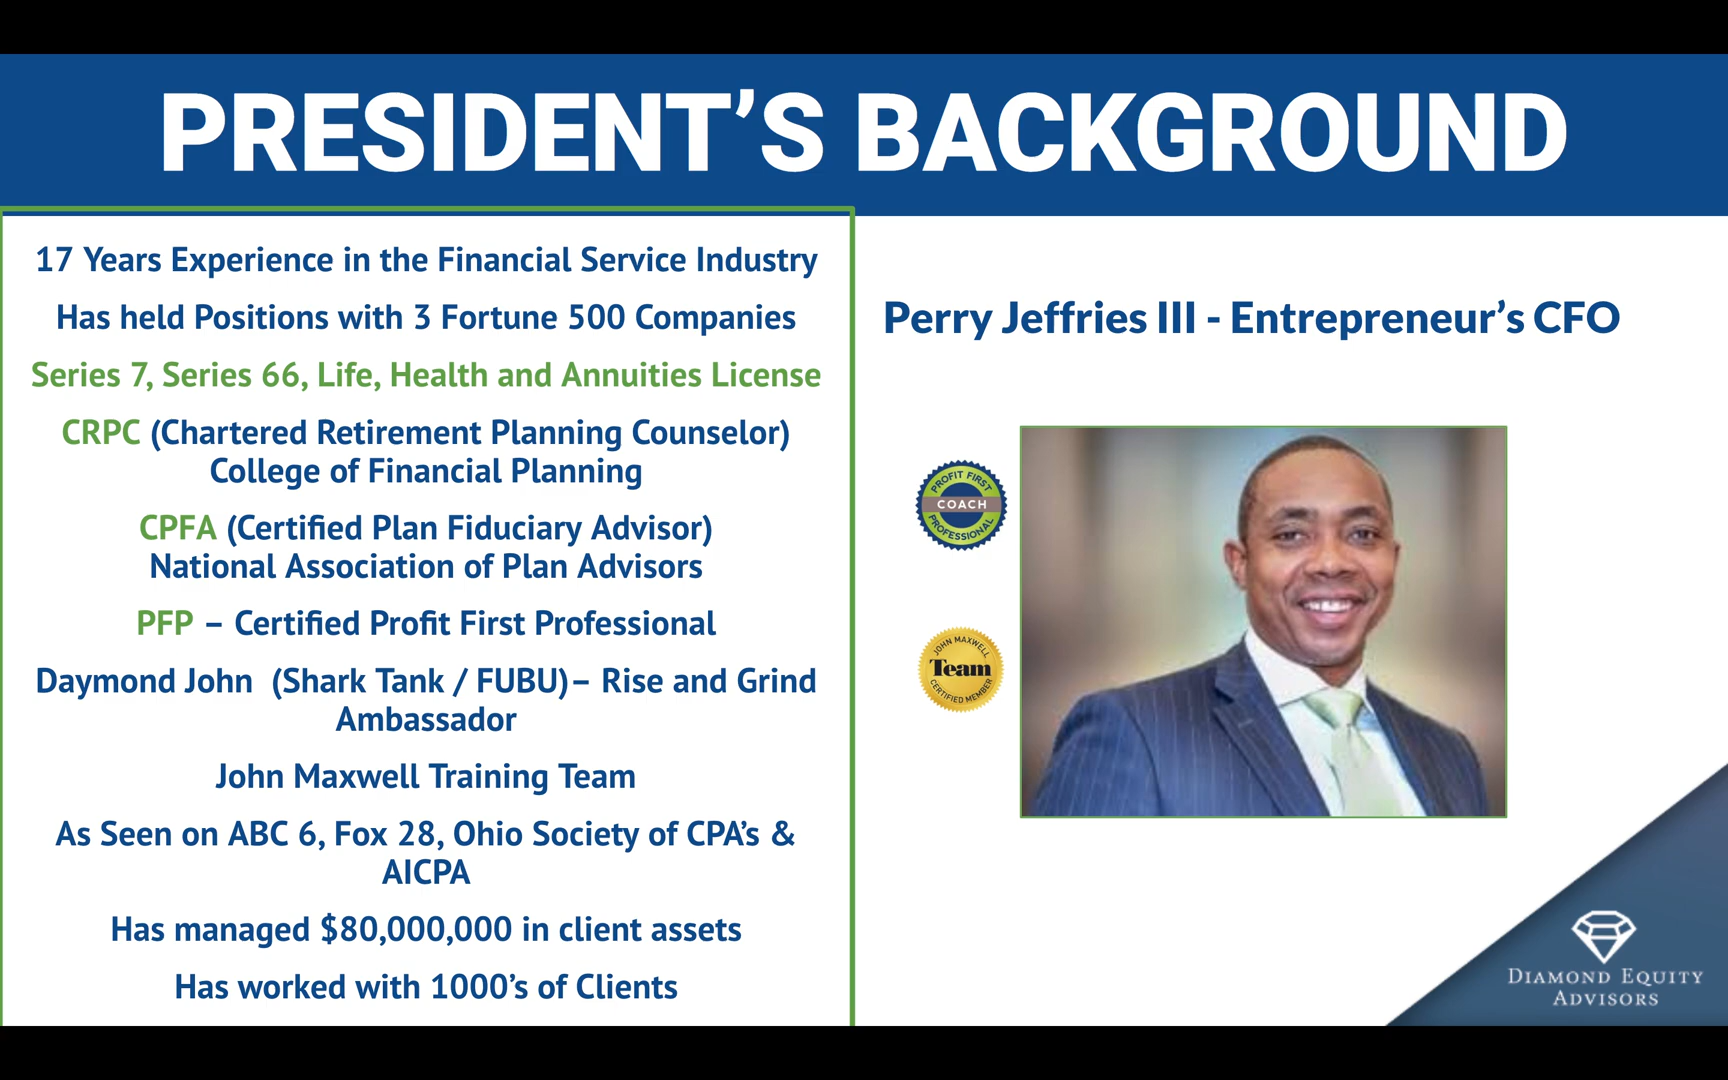 PRESIDENT’S BACKGROUND
17 Years Experience in the Financial Service Industry
Has held Positions with 3 Fortune 500 Companies
Series 7, Series 66, Life, Health and Annuities License
CRPC (Chartered Retirement Planning Counselor)
College of Financial Planning
CPFA (Certified Plan Fiduciary Advisor)
National Association of Plan Advisors
PFP – Certified Profit First Professional
Daymond John  (Shark Tank / FUBU)– Rise and Grind
Ambassador
John Maxwell Training Team
As Seen on ABC 6, Fox 28, Ohio Society of CPA’s &
AICPA
Has managed $80,000,000 in client assets
Has worked with 1000’s of Clients
Perry Jeffries III - Entrepreneur’s CFO
PROFIT FIRST
COACH
PROFESSIONAL
JOHN MAXWELL
Team
CERTIFIED MEMBER
DIAMOND EQUITY
ADVISORS